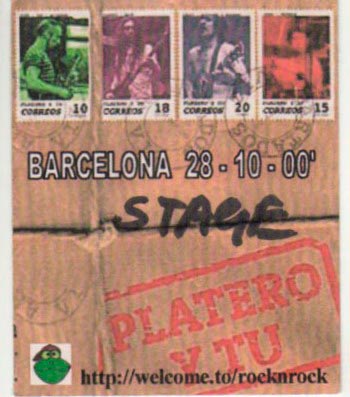 PLATERO Y TU PLATERO Y TU PLATERO Y TU PLATERO Y TU
10 CORREOS 18 CORREOS 20 CORREOS 15 CORREOS
BARCELONA 28 - 10 - 00'
STAGE
PLATERO
Y TU
http://welcome.to/rocknrock